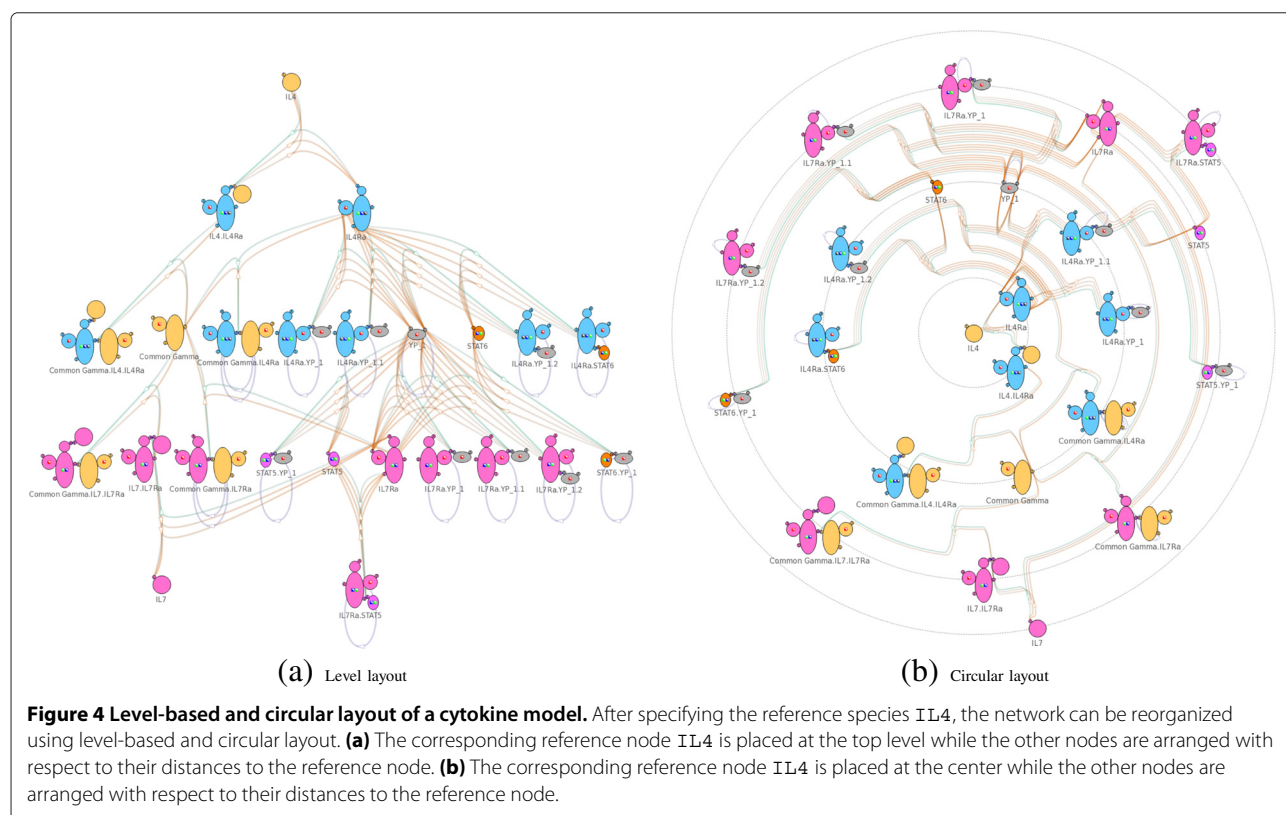 IL4
IL4.IL4Ra
IL4Ra
Common Gamma.IL4.IL4Ra
Common Gamma
Common Gamma.IL4Ra
IL4Ra.YP_1
IL4Ra.YP_1.1
YP_1
STAT6
IL4Ra.YP_1.2
IL4Ra.STAT6
Common Gamma.IL7.IL7Ra
IL7.IL7Ra
Common Gamma.IL7Ra
STAT5.YP_1
STAT5
IL7Ra
IL7Ra.YP_1
IL7Ra.YP_1.1
IL7Ra.YP_1.2
STAT6.YP_1
IL7
IL7Ra.STAT5
(a) Level layout
IL7Ra.YP_1
IL7Ra.YP_1.1
IL7Ra
IL7Ra.STAT5
STAT6
YP_1
STAT5
IL7Ra.YP_1.2
IL4Ra.YP_1.2
IL4Ra.YP_1.1
IL4Ra
IL4Ra.YP_1
IL4
IL4Ra.STAT6
IL4.IL4Ra
STAT5.YP_1
STAT6.YP_1
Common Gamma.IL4Ra
Common Gamma.IL4.IL4Ra
Common Gamma
Common Gamma.IL7.IL7Ra
Common Gamma.IL7Ra
IL7.IL7Ra
IL7
(b) Circular layout
Figure 4 Level-based and circular layout of a cytokine model. After specifying the reference species IL4, the network can be reorganized
using level-based and circular layout. (a) The corresponding reference node IL4 is placed at the top level while the other nodes are arranged with
respect to their distances to the reference node. (b) The corresponding reference node IL4 is placed at the center while the other nodes are
arranged with respect to their distances to the reference node.